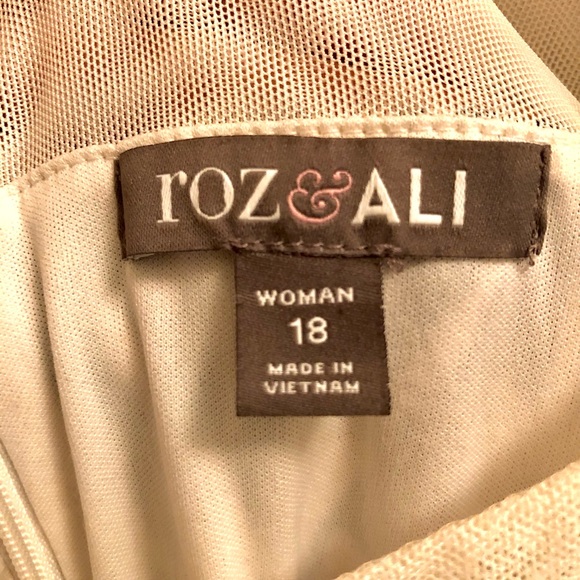 roz & ALI
WOMAN
18
MADE IN
VIETNAM